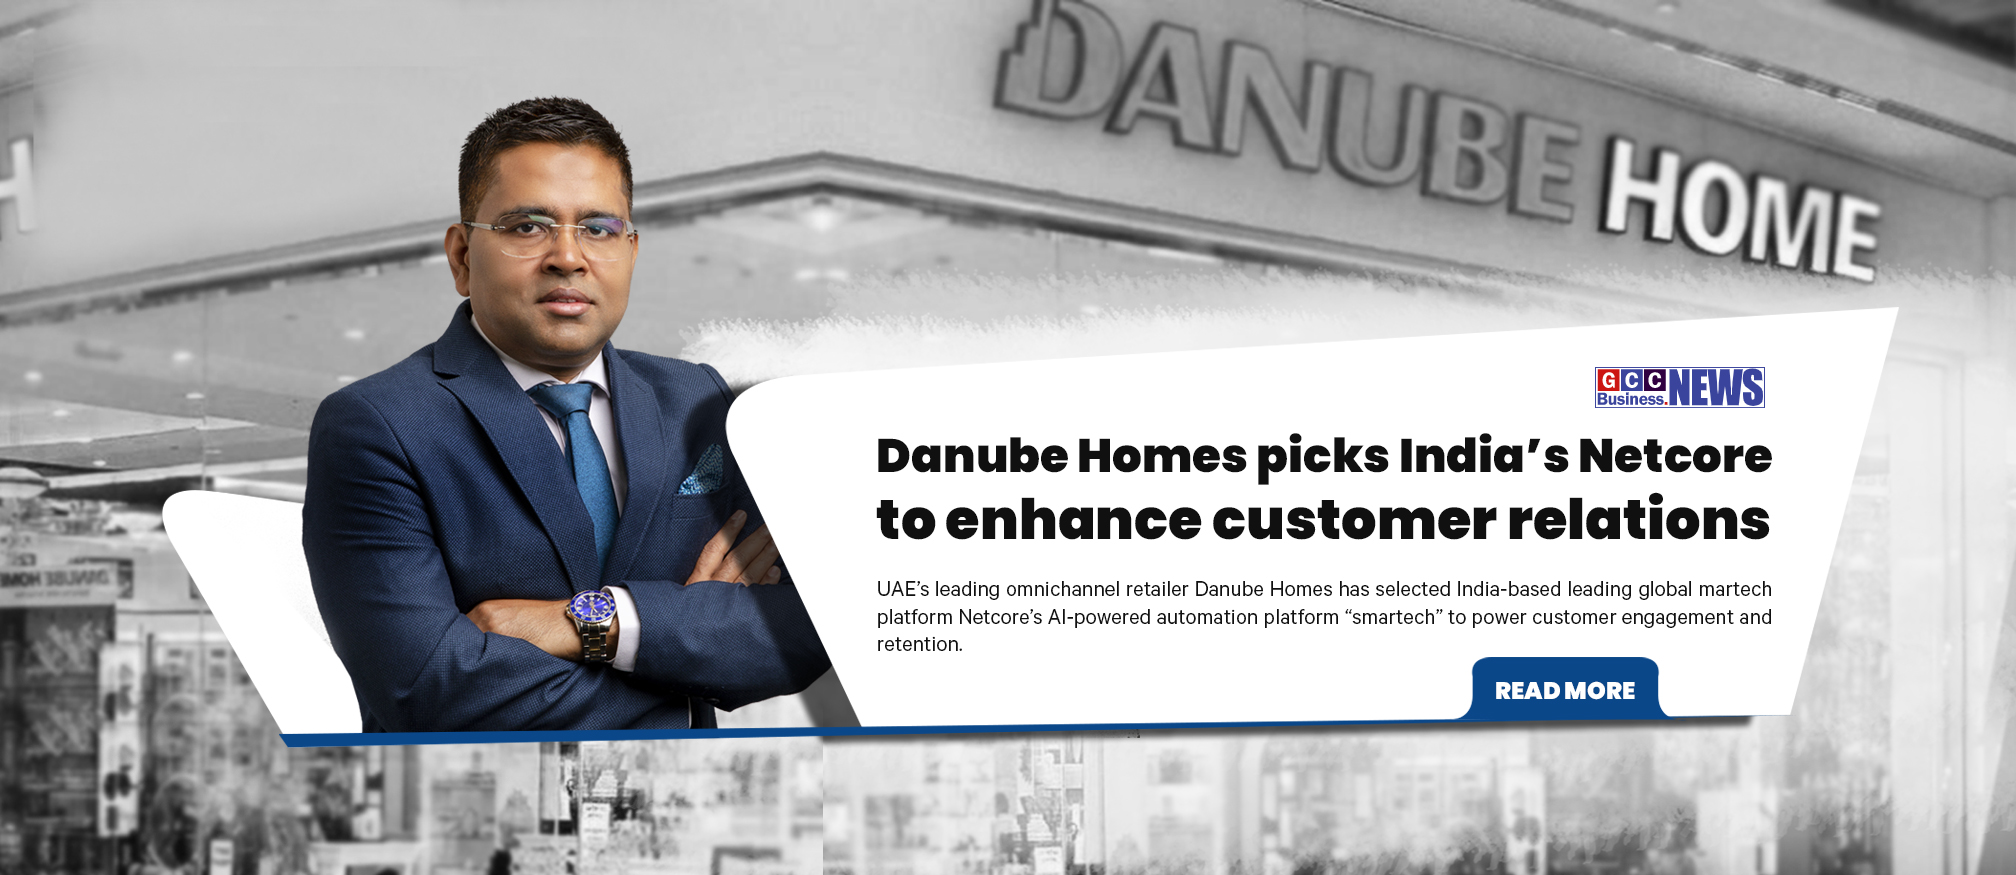 DANUBE HOME
H
GCC
Business.NEWS
Danube Homes picks India’s Netcore
to enhance customer relations
UAE’s leading omnichannel retailer Danube Homes has selected India-based leading global martech
platform Netcore’s AI-powered automation platform “smartech” to power customer engagement and
retention.
DANUBE HOME
READ MORE